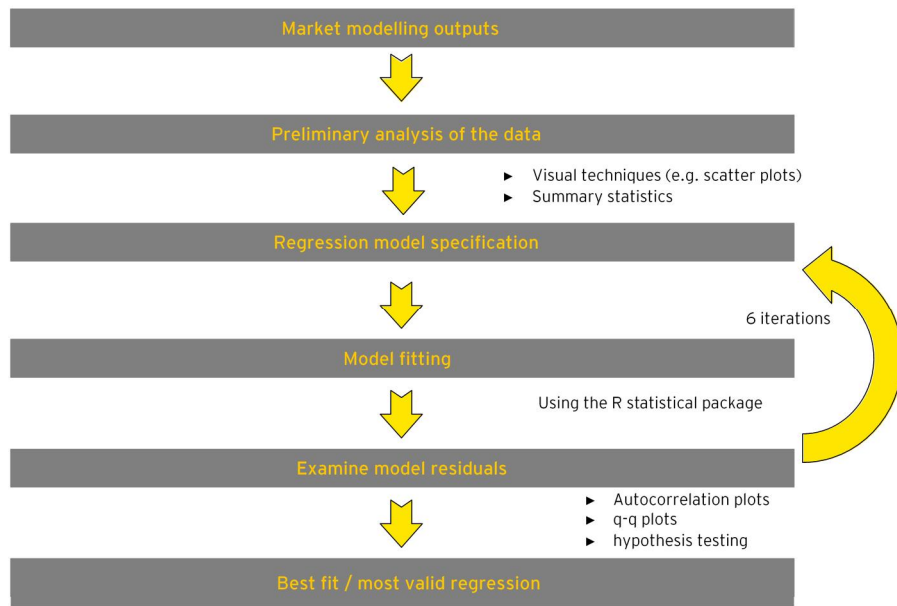 Market modelling outputs
Preliminary analysis of the data
► Visual techniques (e.g. scatter plots)
► Summary statistics
Regression model specification
6 iterations
Model fitting
Using the R statistical package
Examine model residuals
► Autocorrelation plots
► q-q plots
► hypothesis testing
Best fit / most valid regression